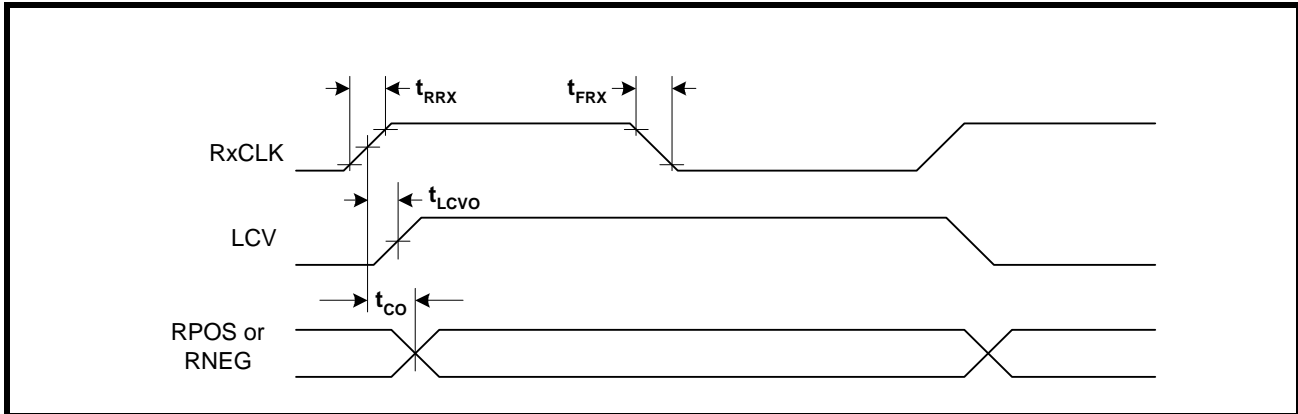 tRRX
tFRX
RxCLK
tLCVO
LCV
tCO
RPOS or
RNEG